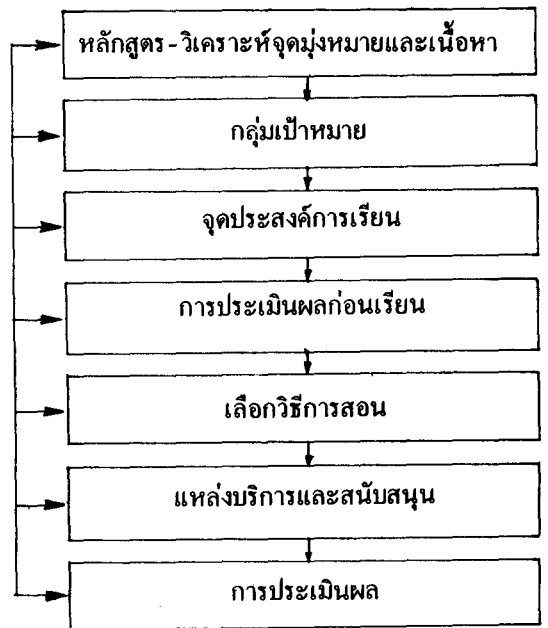 หลักสูตร - วิเคราะห์จุดมุ่งหมายและเนื้อหา
กลุ่มเป้าหมาย
จุดประสงค์การเรียน
การประเมินผลก่อนเรียน
เลือกวิธีการสอน
แหล่งบริการและสนับสนุน
การประเมินผล